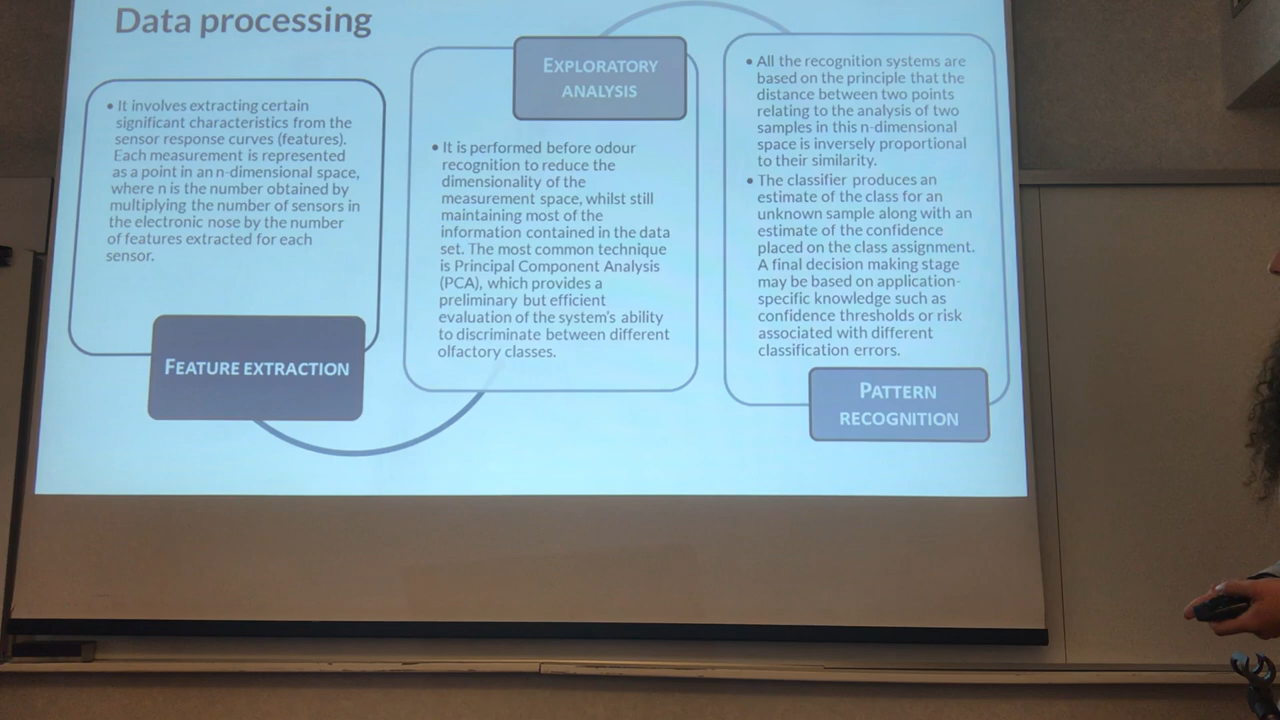 Data processing
• It involves extracting certain
significant characteristics from the
sensor response curves (features).
Each measurement is represented
as a point in an n-dimensional space,
where n is the number obtained by
multiplying the number of sensors in
the electronic nose by the number
of features extracted for each
sensor.
FEATURE EXTRACTION
EXPLORATORY
ANALYSIS
• It is performed before odour
recognition to reduce the
dimensionality of the
measurement space, whilst still
maintaining most of the
information contained in the data
set. The most common technique
is Principal Component Analysis
(PCA), which provides a
preliminary but efficient
evaluation of the system's ability
to discriminate between different
olfactory classes.
• All the recognition systems are
based on the principle that the
distance between two points
relating to the analysis of two
samples in this n-dimensional
space is inversely proportional
to their similarity.
• The classifier produces an
estimate of the class for an
unknown sample along with an
estimate of the confidence
placed on the class assignment.
A final decision making stage
may be based on application-
specific knowledge such as
confidence thresholds or risk
associated with different
classification errors.
PATTERN
RECOGNITION